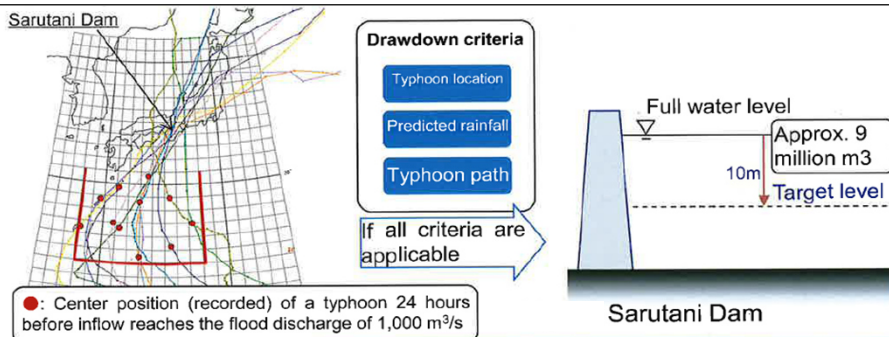 Sarutani Dam
Drawdown criteria
Typhoon location
Predicted rainfall
Typhoon path
If all criteria are
applicable
Full water level
Approx. 9
million m3
10m
Target level
Sarutani Dam
: Center position (recorded) of a typhoon 24 hours
before inflow reaches the flood discharge of 1,000 m³/s